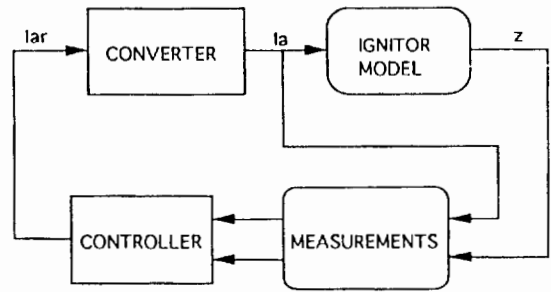 Iar
CONVERTER
Ia
IGNITOR
MODEL
z
CONTROLLER
MEASUREMENTS